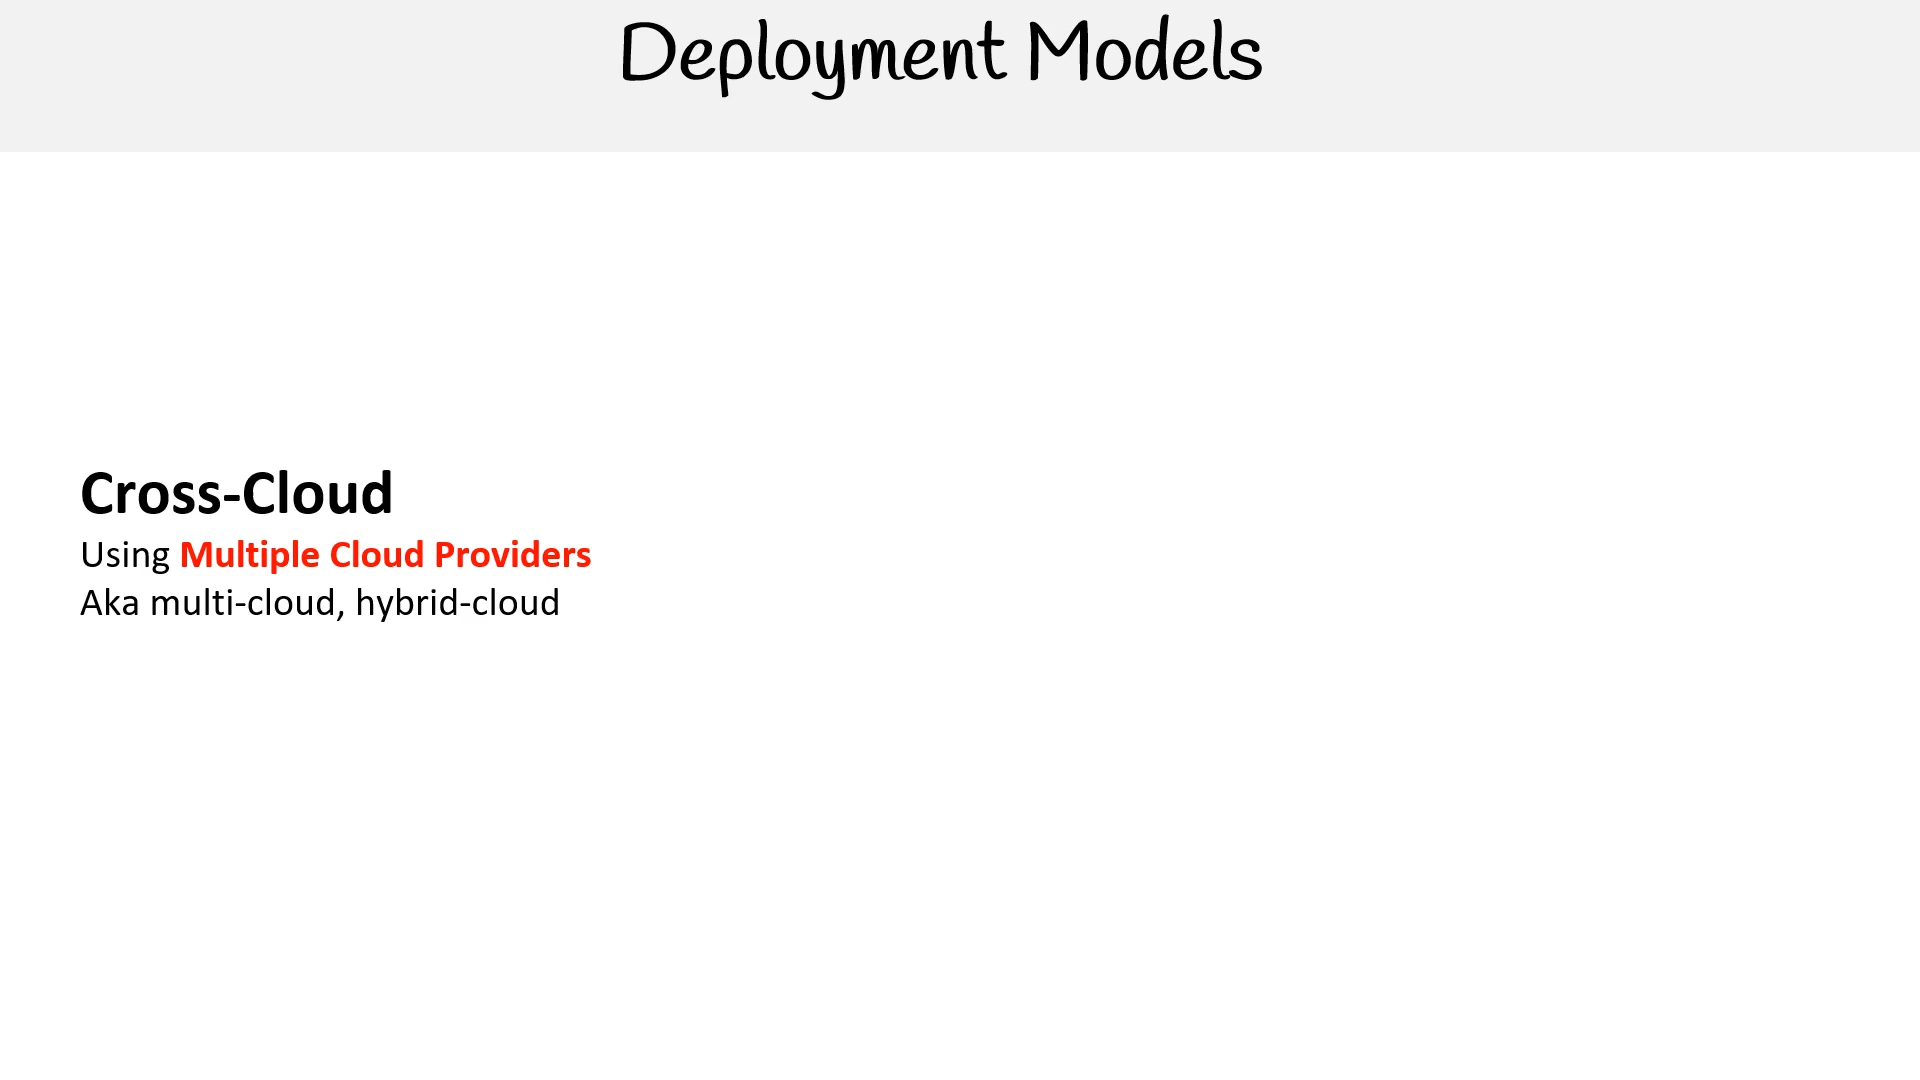 Deployment Models
Cross-Cloud
Using Multiple Cloud Providers
Aka multi-cloud, hybrid-cloud